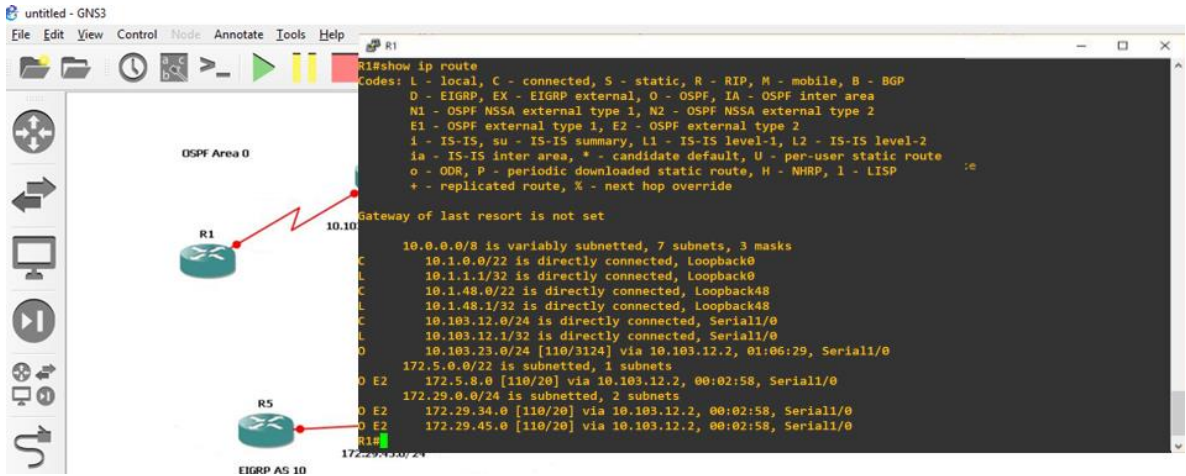 untitled - GNS3
File Edit View Control Node Annotate Tools Help
R1
OSPF Area 0
R1
10.10
R5
172.29.45.0/ 24
EIGRP AS 10
R1#show ip route
Codes: L - local, C - connected, S - static, R - RIP, M - mobile, B - BGP
D - EIGRP, EX - EIGRP external, O - OSPF, IA - OSPF inter area
N1 - OSPF NSSA external type 1, N2 - OSPF NSSA external type 2
E1 - OSPF external type 1, E2 - OSPF external type 2
i - IS-IS, su - IS-IS summary, L1 - IS-IS level-1, L2 - IS-IS level-2
ia - IS-IS inter area, * - candidate default, U - per-user static route
o - ODR, P - periodic downloaded static route, H - NHRP, l - LISP
+ - replicated route, % - next hop override
Gateway of last resort is not set
10.0.0.0/8 is variably subnetted, 7 subnets, 3 masks
C 10.1.0.0/22 is directly connected, Loopback0
L 10.1.1.1/32 is directly connected, Loopback0
C 10.1.48.0/22 is directly connected, Loopback48
L 10.1.48.1/32 is directly connected, Loopback48
C 10.103.12.0/24 is directly connected, Serial1/0
L 10.103.12.1/32 is directly connected, Serial1/0
O 10.103.23.0/24 [110/3124] via 10.103.12.2, 01:06:29, Serial1/0
172.5.0.0/22 is subnetted, 1 subnets
O E2 172.5.8.0 [110/20] via 10.103.12.2, 00:02:58, Serial1/0
172.29.0.0/24 is subnetted, 2 subnets
O E2 172.29.34.0 [110/20] via 10.103.12.2, 00:02:58, Serial1/0
O E2 172.29.45.0 [110/20] via 10.103.12.2, 00:02:58, Serial1/0
R1#